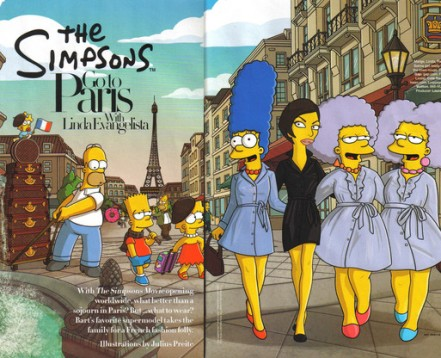 THE
SIMPSONS™
Go to
Paris
With
Linda Evangelista
With The Simpsons Movie opening
worldwide, what better than a
sojourn in Paris? But ...what to wear?
Bart's favorite supermodel takes the
family for a French fashion folly.
Illustrations by Julius Preite